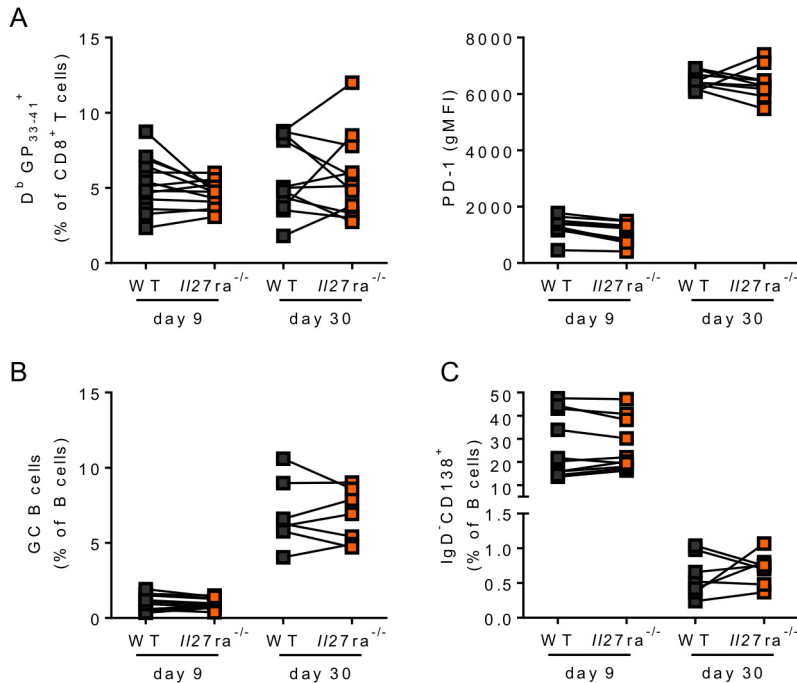 A
D^b GP33-41^+
(% of CD8^+ T cells)
15
10
5
0
WT Il27ra^-/- WT Il27ra^-/-
day 9 day 30
PD-1 (gMFI)
8000
6000
4000
2000
0
WT Il27ra^-/- WT Il27ra^-/-
day 9 day 30
B
GC B cells
(% of B cells)
15
10
5
0
WT Il27ra^-/- WT Il27ra^-/-
day 9 day 30
C
IgD^-CD138^+
(% of B cells)
50
40
30
20
10
1.0
0.5
0.0
WT Il27ra^-/- WT Il27ra^-/-
day 9 day 30